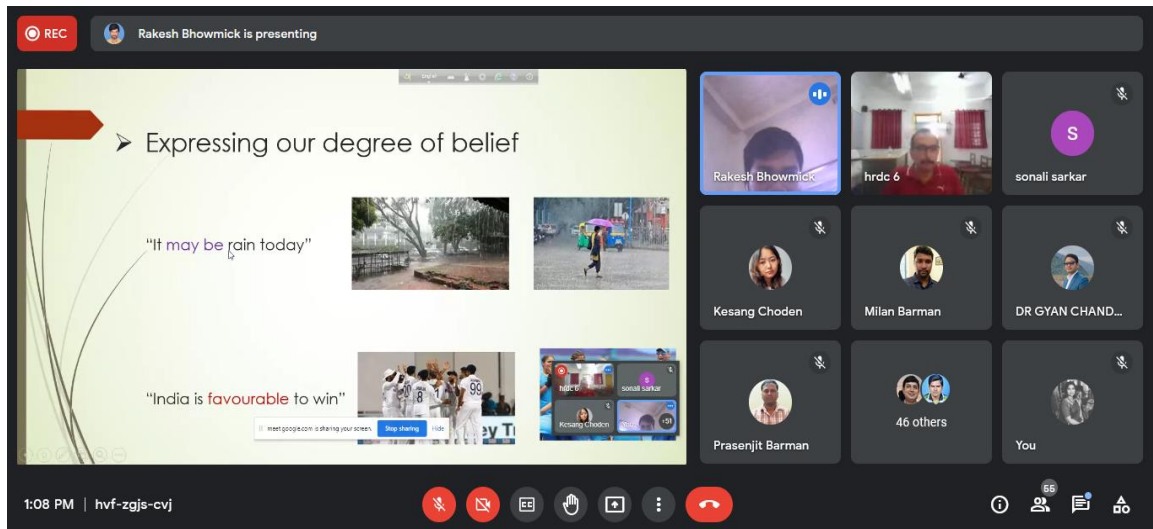 REC
Rakesh Bhowmick is presenting
➤ Expressing our degree of belief
“It may be rain today”
“India is favourable to win”
meet.google.com is sharing your screen.
Stop sharing
Hide
hrdc 6
sonali sarkar
Kesang Choden
+51
Rakesh Bhowmick
hrdc 6
S
sonali sarkar
Kesang Choden
Milan Barman
DR GYAN CHAND...
Prasenjit Barman
46 others
You
1:08 PM | hvf-zgjs-cvj
55